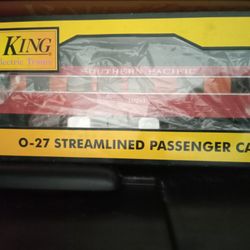 KING
Electric Trains
SOUTHERN PACIFIC
O-27 STREAMLINED PASSENGER CA